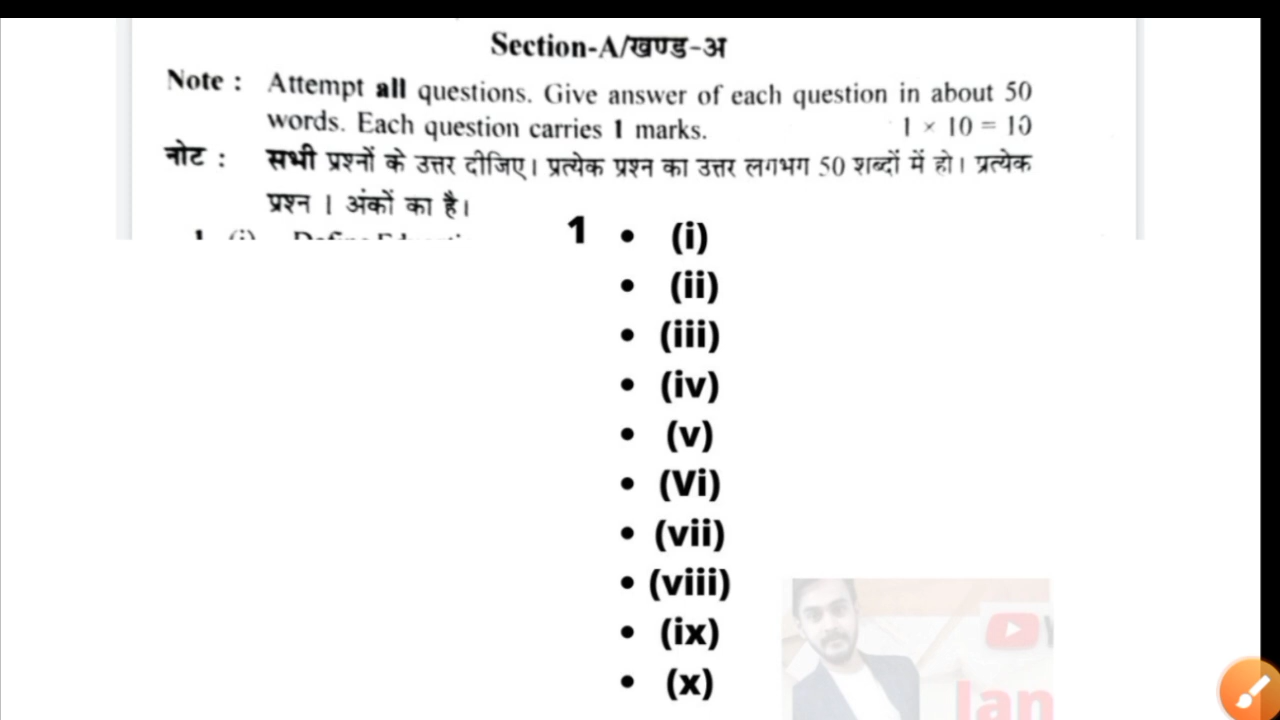 Section-A/खण्ड-अ
Note : Attempt all questions. Give answer of each question in about 50
words. Each question carries 1 marks. 1 × 10 = 10
नोट : सभी प्रश्नों के उत्तर दीजिए। प्रत्येक प्रश्न का उत्तर लगभग 50 शब्दों में हो। प्रत्येक
प्रश्न 1 अंकों का है।
1 • (i)
• (ii)
• (iii)
• (iv)
• (v)
• (Vi)
• (vii)
• (viii)
• (ix)
• (x)